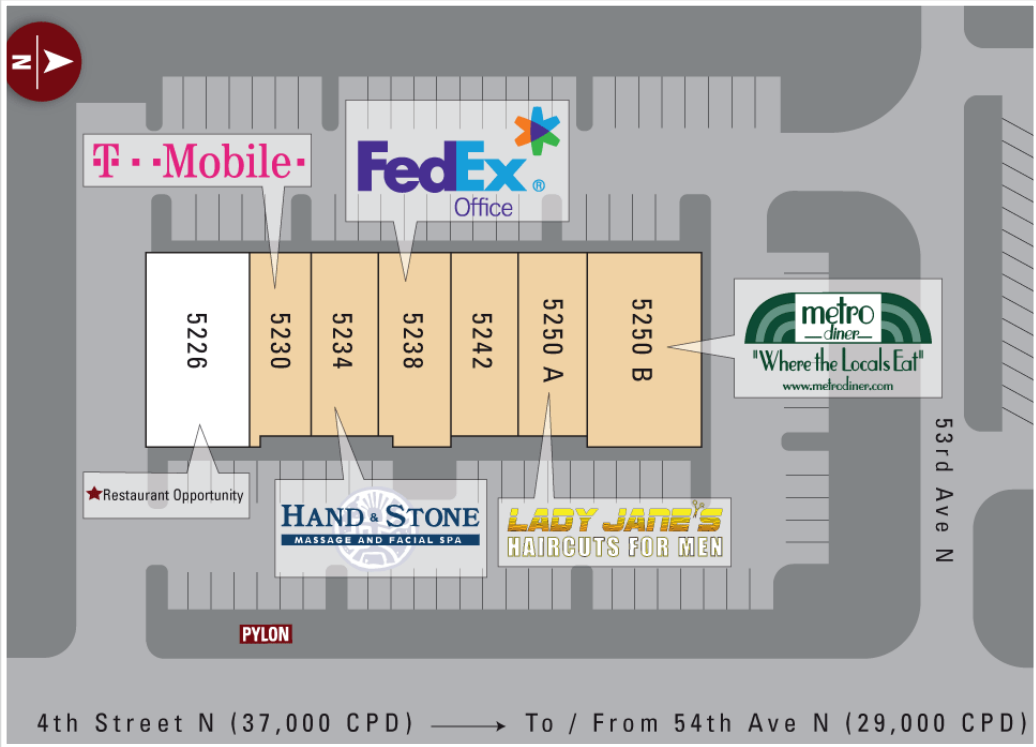 N
T··Mobile·
FedEx®
Office
5226
5230
5234
5238
5242
5250 A
5250 B
metro
diner
"Where the Locals Eat"
www.metrodiner.com
★Restaurant Opportunity
HAND & STONE
MASSAGE AND FACIAL SPA
LADY JANE'S
HAIRCUTS FOR MEN
53rd Ave N
PYLON
4th Street N (37,000 CPD) ⟶ To / From 54th Ave N (29,000 CPD)